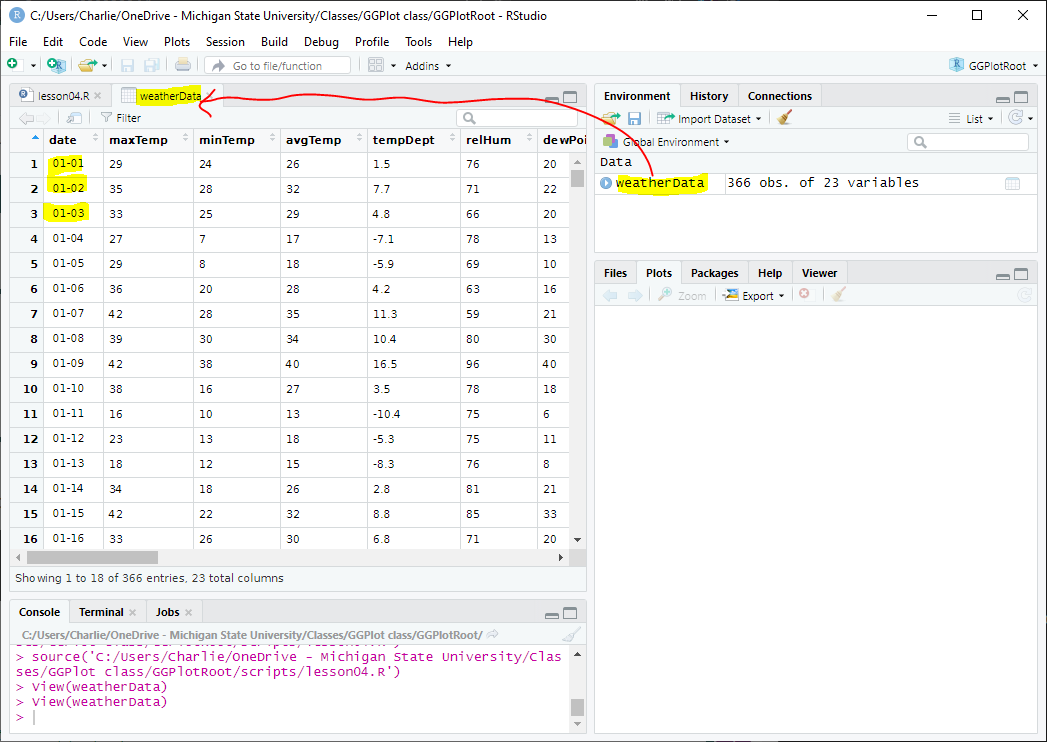 C:/Users/Charlie/OneDrive - Michigan State University/Classes/GGPlot class/GGPlotRoot - RStudio
File Edit Code View Plots Session Build Debug Profile Tools Help
Go to file/function Addins GGPlotRoot
lesson04.R weatherData
Filter
date maxTemp minTemp avgTemp tempDept relHum dewPoi
1 01-01 29 24 26 1.5 76 20
2 01-02 35 28 32 7.7 71 22
3 01-03 33 25 29 4.8 66 20
4 01-04 27 7 17 -7.1 78 13
5 01-05 29 8 18 -5.9 69 10
6 01-06 36 20 28 4.2 63 16
7 01-07 42 28 35 11.3 59 21
8 01-08 39 30 34 10.4 80 30
9 01-09 42 38 40 16.5 96 40
10 01-10 38 16 27 3.5 78 18
11 01-11 16 10 13 -10.4 75 6
12 01-12 23 13 18 -5.3 75 11
13 01-13 18 12 15 -8.3 76 8
14 01-14 34 18 26 2.8 81 21
15 01-15 42 22 32 8.8 85 33
16 01-16 33 26 30 6.8 71 20
Showing 1 to 18 of 366 entries, 23 total columns
Console Terminal Jobs
C:/Users/Charlie/OneDrive - Michigan State University/Classes/GGPlot class/GGPlotRoot/
> source('C:/Users/Charlie/OneDrive - Michigan State University/Clas
ses/GGPlot class/GGPlotRoot/scripts/lesson04.R')
> View(weatherData)
> View(weatherData)
>
Environment History Connections
Import Dataset List
Global Environment
Data
weatherData 366 obs. of 23 variables
Files Plots Packages Help Viewer
Zoom Export